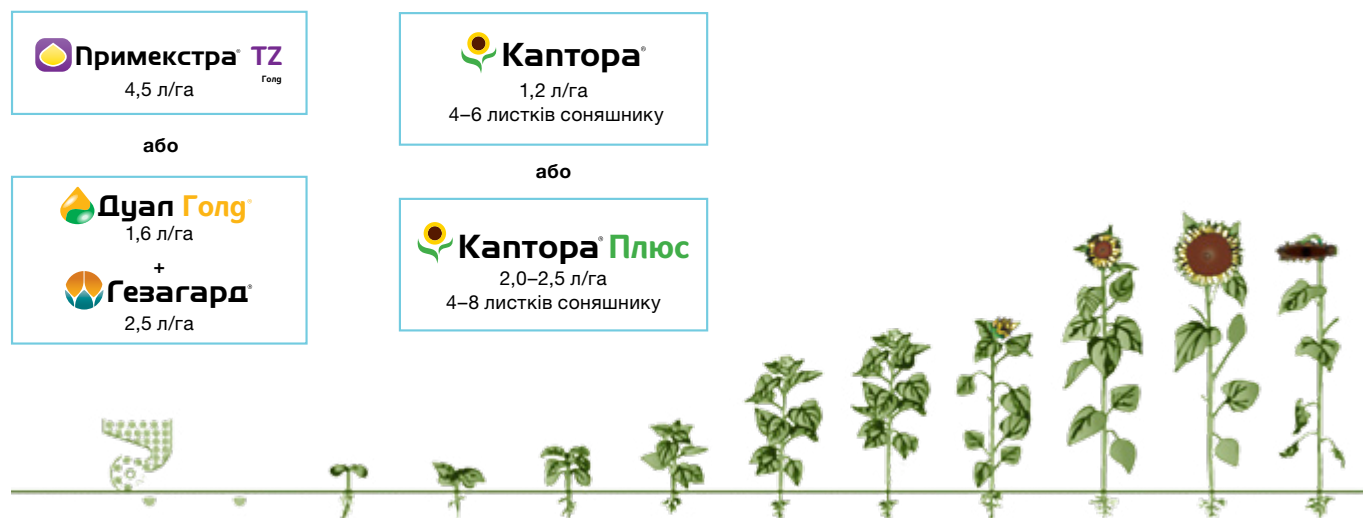 Примекстра® TZ
Голд
4,5 л/га
або
Дуал Голд®
1,6 л/га
+
Гезагард®
2,5 л/га
Каптора®
1,2 л/га
4–6 листків соняшнику
або
Каптора® Плюс
2,0–2,5 л/га
4–8 листків соняшнику